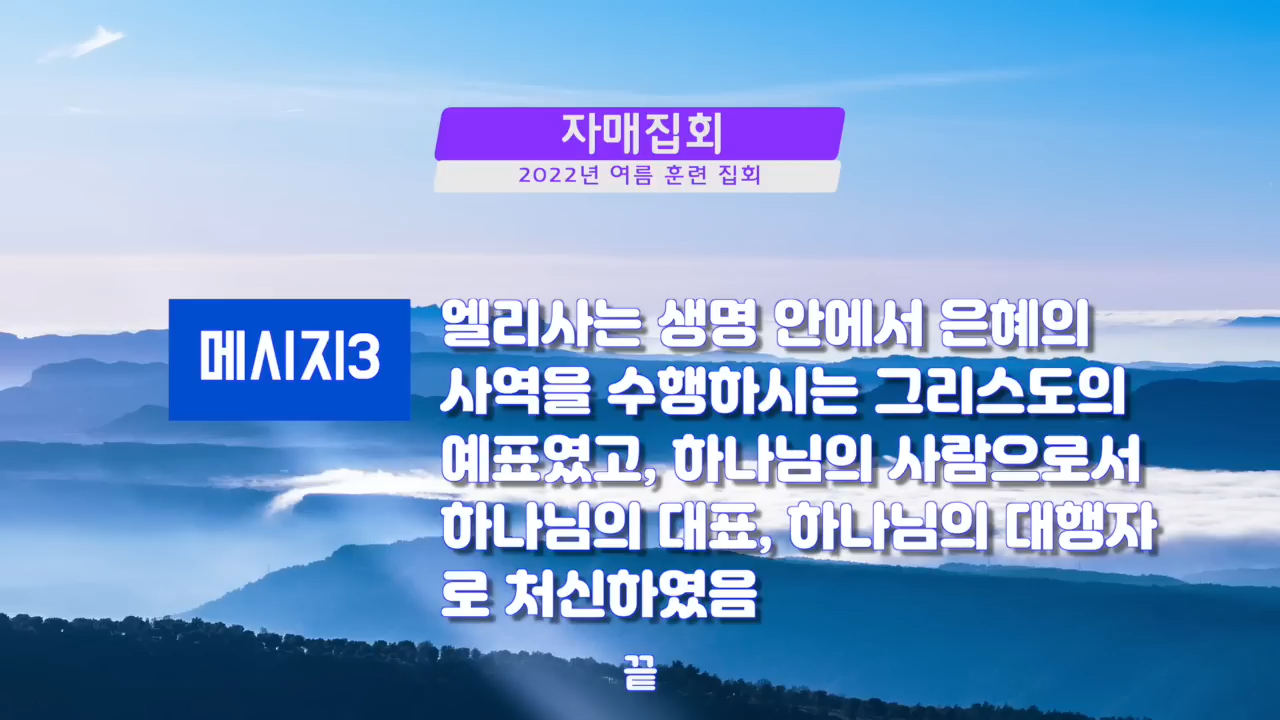 자매집회
2022년 여름 훈련 집회
메시지3
엘리사는 생명 안에서 은혜의
사역을 수행하시는 그리스도의
예표였고, 하나님의 사람으로서
하나님의 대표, 하나님의 대행자
로 처신하였음
끝